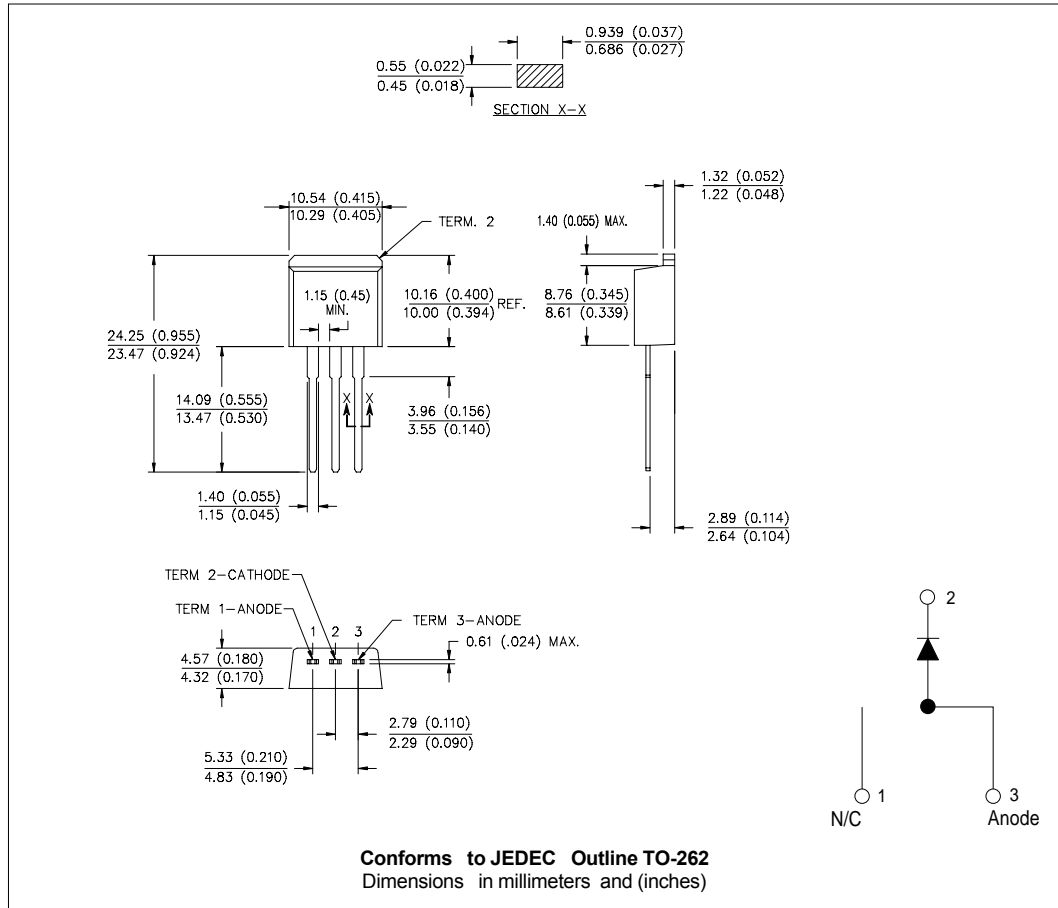 0.939 (0.037)
0.686 (0.027)
0.55 (0.022)
0.45 (0.018)
SECTION X-X
1.32 (0.052)
1.22 (0.048)
10.54 (0.415)
10.29 (0.405)
TERM. 2
1.40 (0.055) MAX.
1.15 (0.45)
MIN.
10.16 (0.400)
10.00 (0.394)
REF.
8.76 (0.345)
8.61 (0.339)
24.25 (0.955)
23.47 (0.924)
14.09 (0.555)
13.47 (0.530)
X X
3.96 (0.156)
3.55 (0.140)
1.40 (0.055)
1.15 (0.045)
2.89 (0.114)
2.64 (0.104)
TERM 2-CATHODE
TERM 1-ANODE
TERM 3-ANODE
1 2 3
0.61 (.024) MAX.
4.57 (0.180)
4.32 (0.170)
2.79 (0.110)
2.29 (0.090)
5.33 (0.210)
4.83 (0.190)
2
1
N/C
3
Anode
Conforms to JEDEC Outline TO-262
Dimensions in millimeters and (inches)